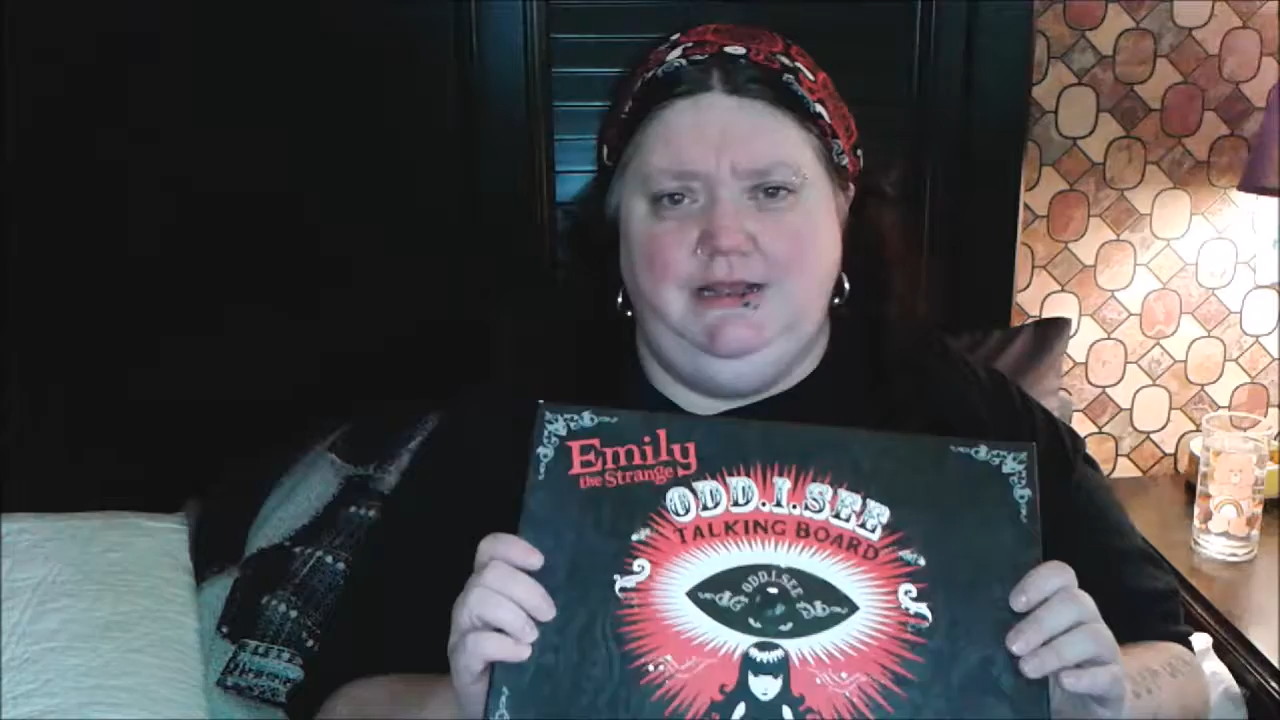 Emily
the Strange
ODD.I.SEE
TALKING BOARD
ODD.I.SEE